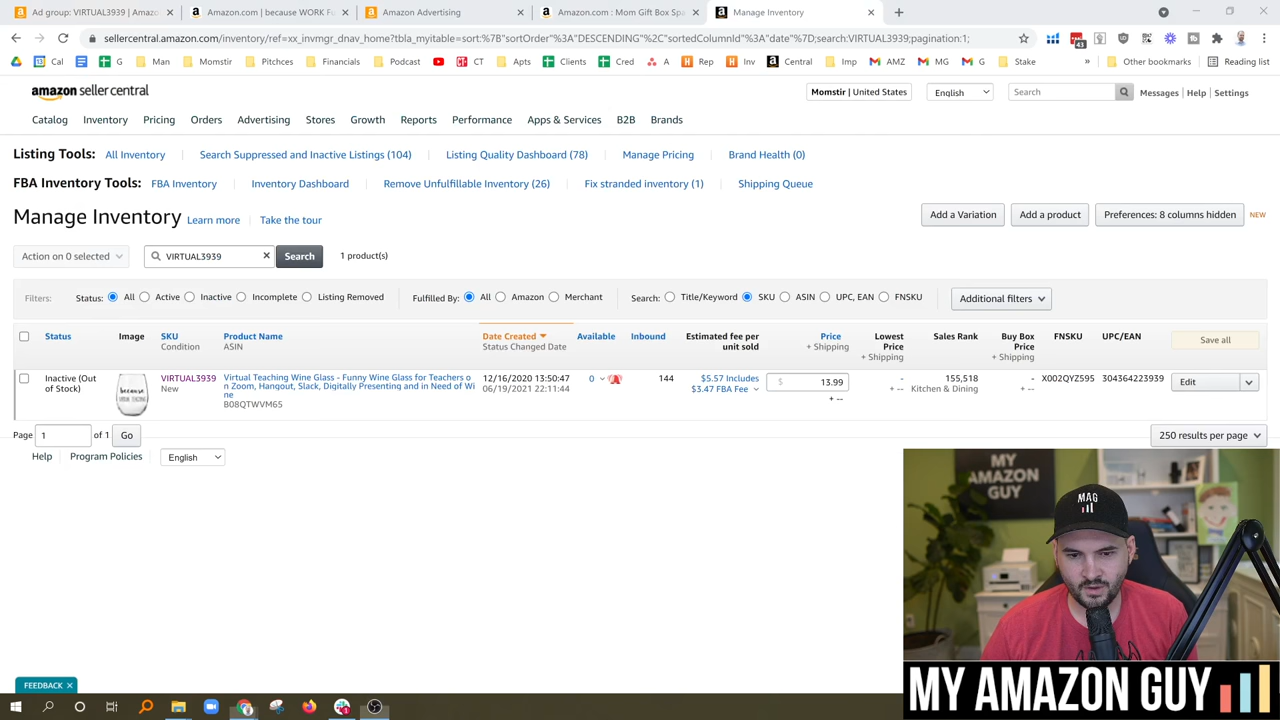 Ad group: VIRTUAL3939 | Amazo
Amazon.com | because WORK F
Amazon Advertising
Amazon.com : Mom Gift Box Spa
Manage Inventory
sellercentral.amazon.com/inventory/ref=xx_invmgr_dnav_home?tbla_myitable=sort:%7B"sortOrder"%3A"DESCENDING"%2C"sortedColumnId"%3A"date"%7D;search:VIRTUAL3939;pagination:1;
43
Cal
G
Man
Momstir
Pitchces
Financials
Podcast
CT
Apts
Clients
Cred
A
Rep
Inv
Central
Imp
AMZ
MG
G
Stake
»
Other bookmarks
Reading list
amazon seller central
Momstir | United States
English
Search
Messages | Help | Settings
Catalog
Inventory
Pricing
Orders
Advertising
Stores
Growth
Reports
Performance
Apps & Services
B2B
Brands
Listing Tools:
All Inventory
Search Suppressed and Inactive Listings (104)
Listing Quality Dashboard (78)
Manage Pricing
Brand Health (0)
FBA Inventory Tools:
FBA Inventory
Inventory Dashboard
Remove Unfulfillable Inventory (26)
Fix stranded inventory (1)
Shipping Queue
Manage Inventory
Learn more
Take the tour
Add a Variation
Add a product
Preferences: 8 columns hidden
NEW
Action on 0 selected
VIRTUAL3939
Search
1 product(s)
Filters:
Status:
All
Active
Inactive
Incomplete
Listing Removed
Fulfilled By:
All
Amazon
Merchant
Search:
Title/Keyword
SKU
ASIN
UPC, EAN
FNSKU
Additional filters
Status
Image
SKU
Condition
Product Name
ASIN
Date Created
Status Changed Date
Available
Inbound
Estimated fee per
unit sold
Price
+ Shipping
Lowest
Price
+ Shipping
Sales Rank
Buy Box
Price
+ Shipping
FNSKU
UPC/EAN
Save all
Inactive (Out
of Stock)
because
VIRTUAL3939
New
Virtual Teaching Wine Glass - Funny Wine Glass for Teachers o
n Zoom, Hangout, Slack, Digitally Presenting and in Need of Wi
ne
B08QTWVM65
12/16/2020 13:50:47
06/19/2021 22:11:44
0
144
$5.57 Includes
$3.47 FBA Fee
$ 13.99
+ --
-
+ --
155,518
Kitchen & Dining
-
+ --
X002QYZ595
304364223939
Edit
Page
1
of 1
Go
250 results per page
Help
Program Policies
English
MY
AMAZON
GUY
MAG
FEEDBACK
MY AMAZON GUY